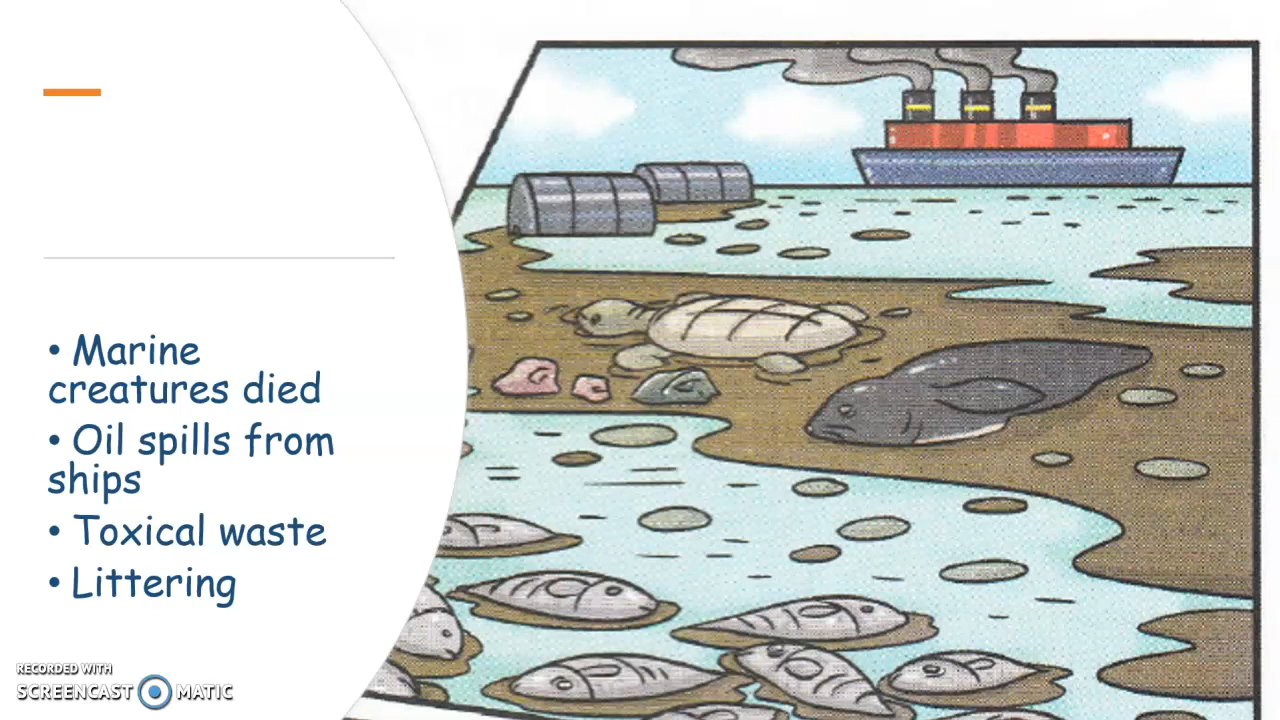 • Marine
creatures died
• Oil spills from
ships
• Toxical waste
• Littering
RECORDED WITH
SCREENCAST MATIC